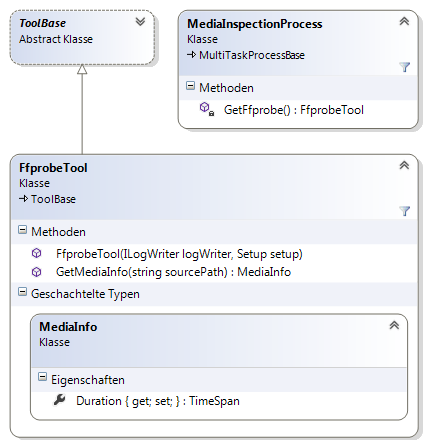 ToolBase
Abstract Klasse
MediaInspectionProcess
Klasse
MultiTaskProcessBase
Methoden
GetFfprobe() : FfprobeTool
FfprobeTool
Klasse
ToolBase
Methoden
FfprobeTool(ILogWriter logWriter, Setup setup)
GetMediaInfo(string sourcePath) : MediaInfo
Geschachtelte Typen
MediaInfo
Klasse
Eigenschaften
Duration { get; set; } : TimeSpan